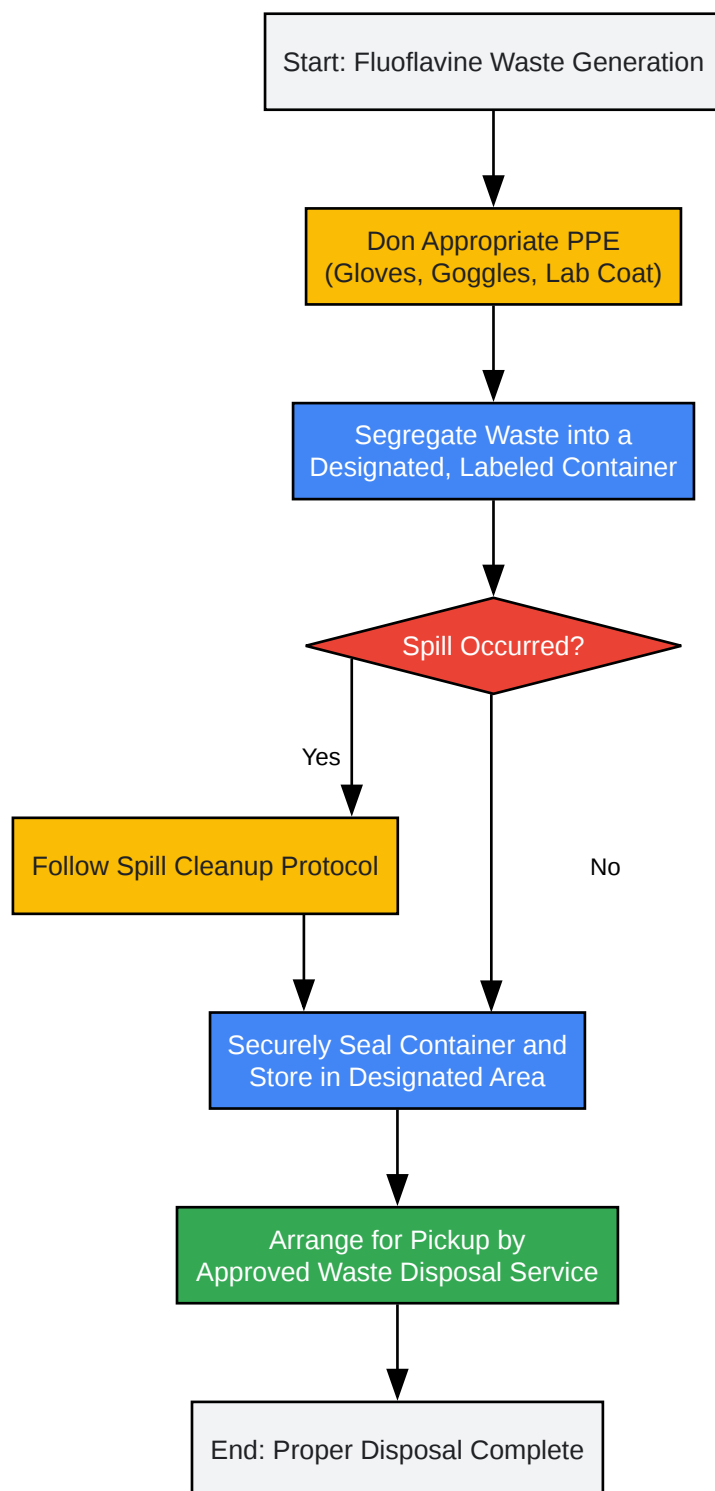 Start: Fluoflavine Waste Generation
Don Appropriate PPE
(Gloves, Goggles, Lab Coat)
Segregate Waste into a
Designated, Labeled Container
Spill Occurred?
Yes
Follow Spill Cleanup Protocol
No
Securely Seal Container and
Store in Designated Area
Arrange for Pickup by
Approved Waste Disposal Service
End: Proper Disposal Complete